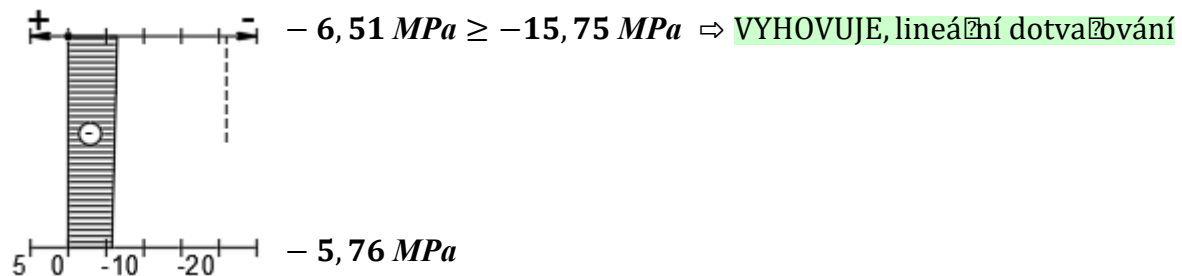 + -
− 6,51 MPa ≥ −15,75 MPa ⇨ VYHOVUJE, lineá�ní dotva�ování
-
− 5,76 MPa
5 0 -10 -20